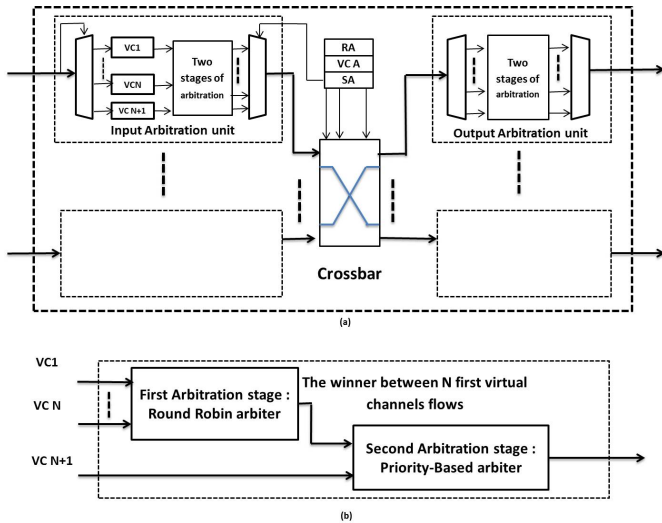 VC1
VCN
VC N+1
Two
stages of
arbitration
Input Arbitration unit
RA
VC A
SA
Two
stages of
arbitration
Output Arbitration unit
Crossbar
(a)
VC1
VC N
VC N+1
First Arbitration stage :
Round Robin arbiter
The winner between N first virtual
channels flows
Second Arbitration stage :
Priority-Based arbiter
(b)